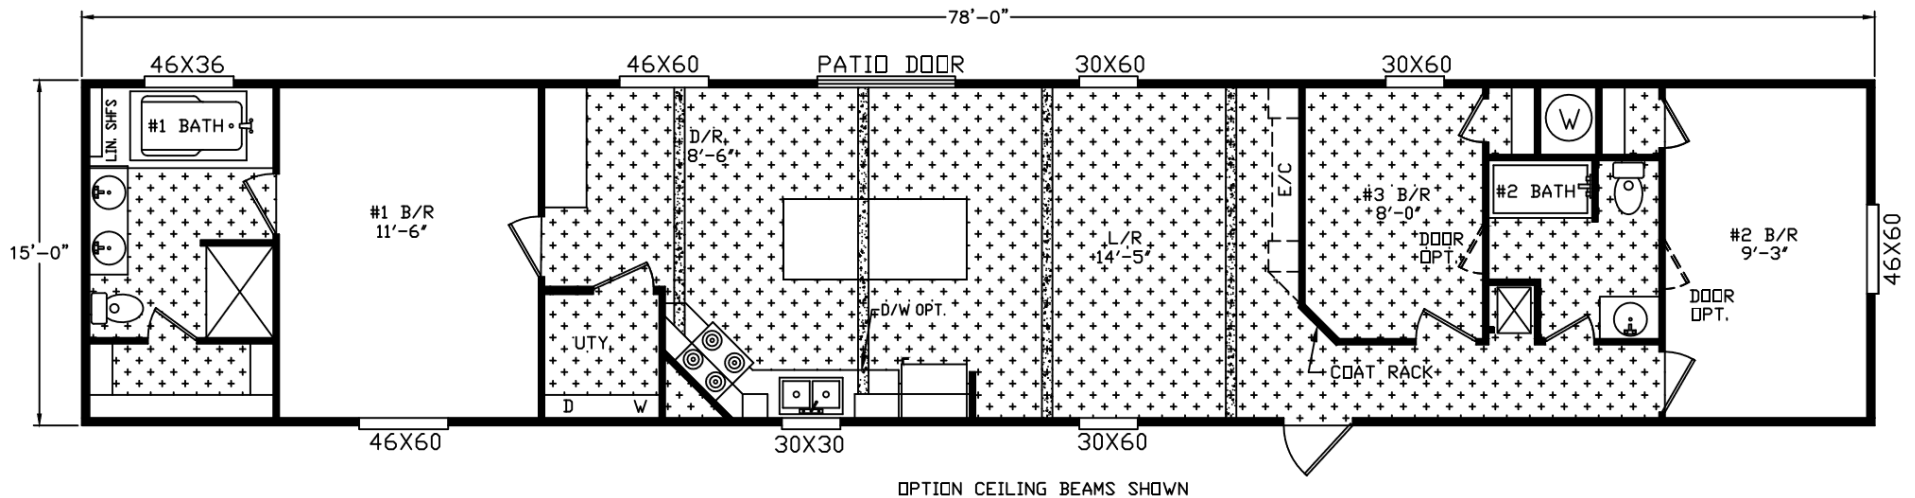 78'-0"
46X36
46X60
PATIO DOOR
30X60
30X60
LIN. SHFS
#1 BATH
W
D/R
8'-6"
E/C
#3 B/R
8'-0"
#2 BATH
#1 B/R
11'-6"
15'-0"
L/R
14'-5"
DOOR
OPT.
#2 B/R
9'-3"
46X60
DOOR
OPT.
D/W OPT.
UTY.
COAT RACK
D
W
46X60
30X30
30X60
OPTION CEILING BEAMS SHOWN